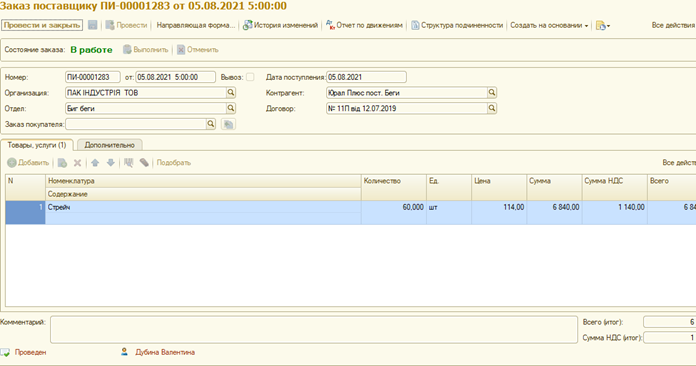 Заказ поставщику ПИ-00001283 от 05.08.2021 5:00:00
Провести и закрыть Провести Направляющая форма... История изменений Дт Кт Отчет по движениям Структура подчиненности Создать на основании Все действия
Состояние заказа: В работе Выполнить Отменить
Номер: ПИ-00001283 от: 05.08.2021 5:00:00 Вывоз: Дата поступления: 05.08.2021
Организация: ПАК ІНДУСТРІЯ ТОВ Контрагент: Юрал Плюс пост. Беги
Отдел: Биг беги Договор: № 11П від 12.07.2019
Заказ покупателя:
Товары, услуги (1) Дополнительно
Добавить Подобрать Все дейст
N Номенклатура Количество Ед. Цена Сумма Сумма НДС Всего
Содержание
1 Стрейч 60,000 шт 114,00 6 840,00 1 140,00 6 84
Комментарий: Всего (итог): 6
Сумма НДС (итог): 1
Проведен Дубина Валентина